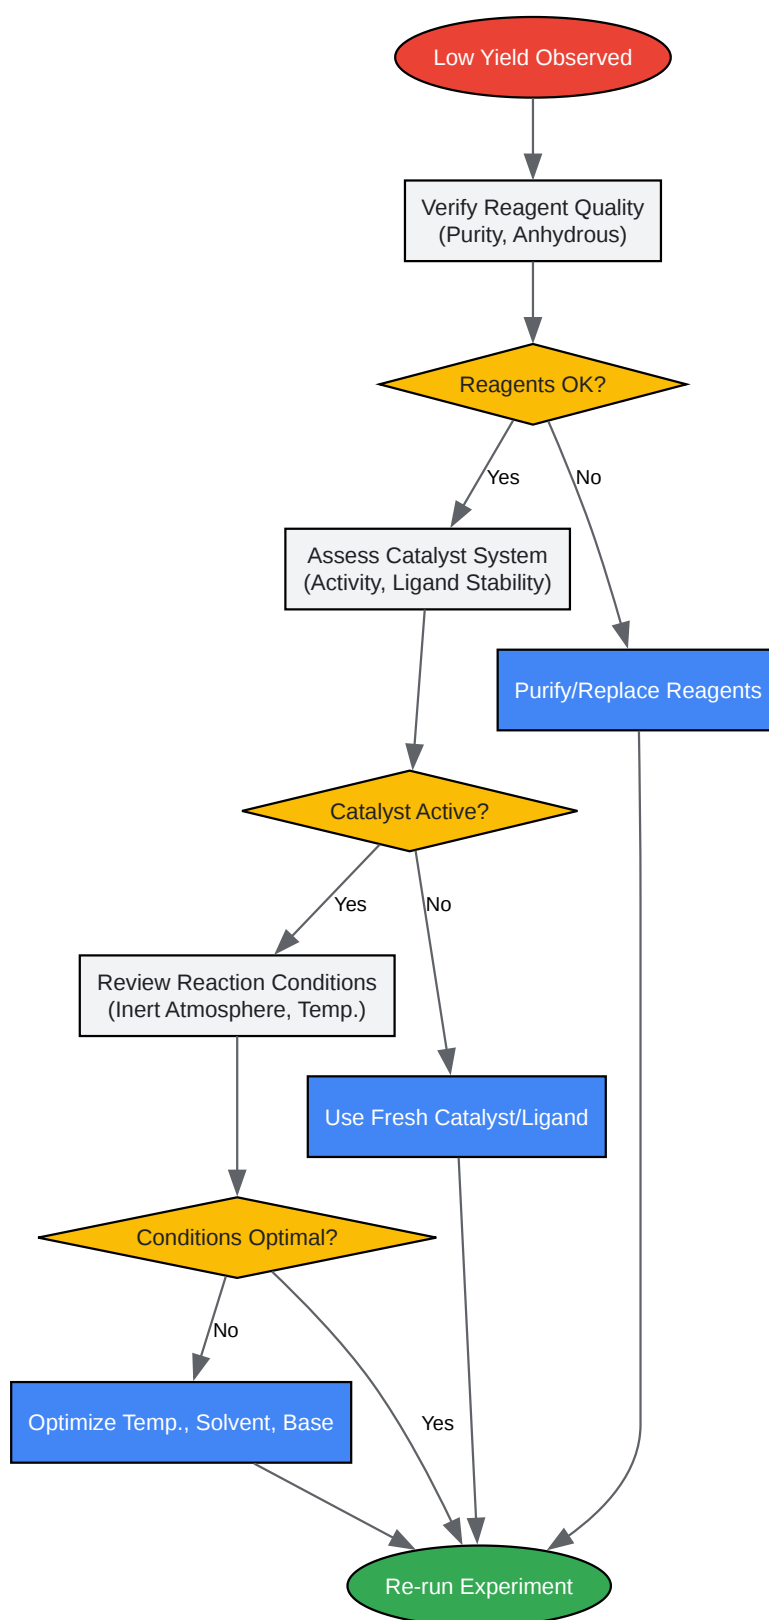 Low Yield Observed
Verify Reagent Quality
(Purity, Anhydrous)
Reagents OK?
Yes
No
Assess Catalyst System
(Activity, Ligand Stability)
Purify/Replace Reagents
Catalyst Active?
Yes
No
Review Reaction Conditions
(Inert Atmosphere, Temp.)
Use Fresh Catalyst/Ligand
Conditions Optimal?
No
Optimize Temp., Solvent, Base
Yes
Re-run Experiment